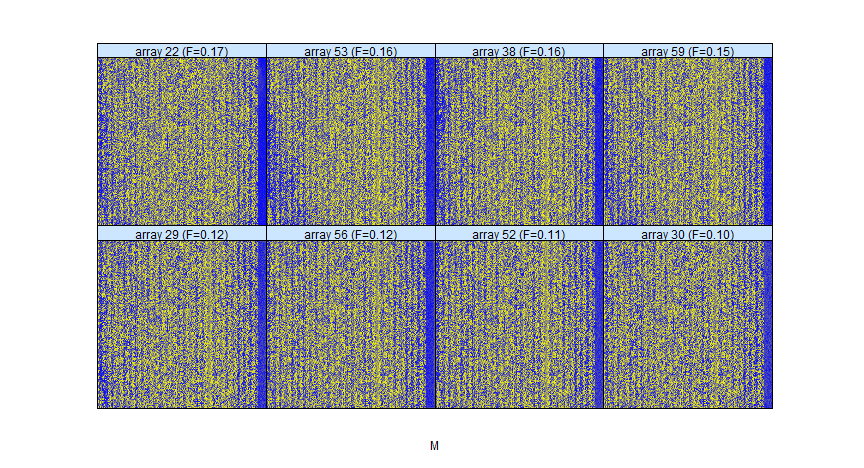 array 22 (F=0.17)
array 53 (F=0.16)
array 38 (F=0.16)
array 59 (F=0.15)
array 29 (F=0.12)
array 56 (F=0.12)
array 52 (F=0.11)
array 30 (F=0.10)
M